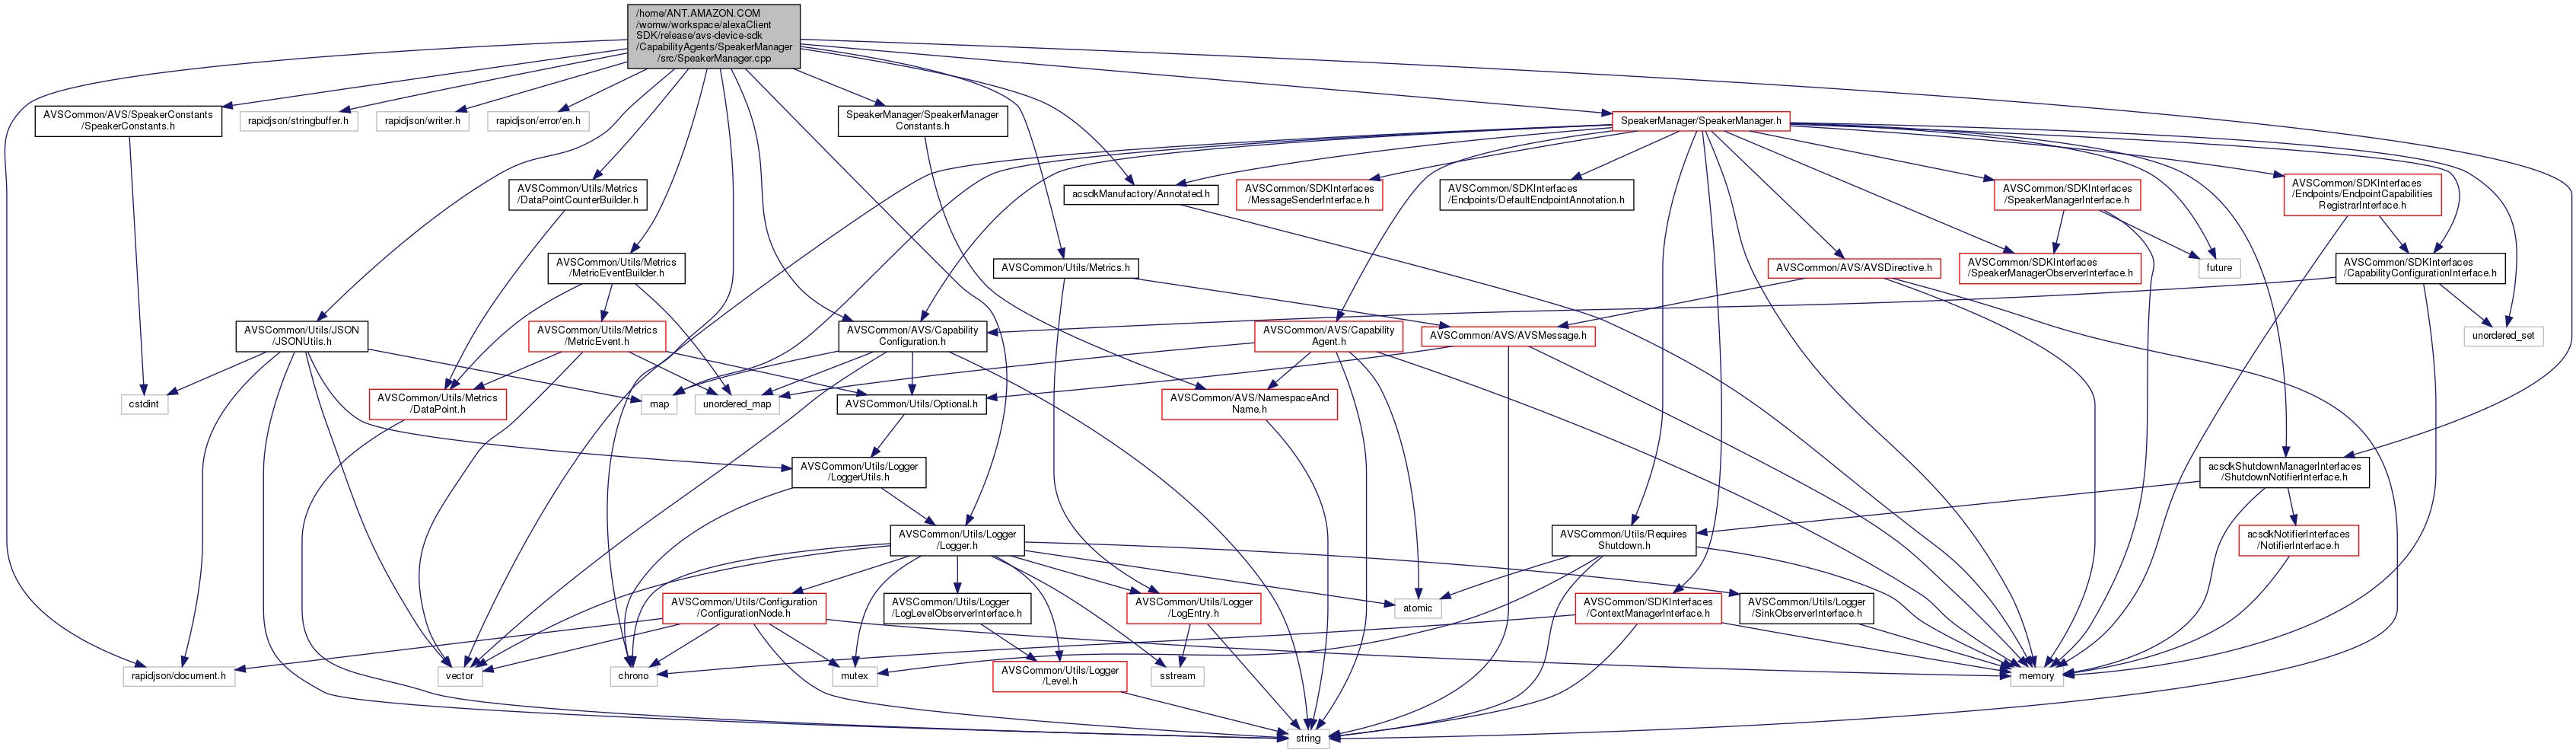 /home/ANT.AMAZON.COM
/womw/workspace/alexaClient
SDK/release/avs-device-sdk
/CapabilityAgents/SpeakerManager
/src/SpeakerManager.cpp
AVSCommon/AVS/SpeakerConstants
/SpeakerConstants.h
rapidjson/stringbuffer.h
rapidjson/writer.h
rapidjson/error/en.h
SpeakerManager/SpeakerManager
Constants.h
SpeakerManager/SpeakerManager.h
AVSCommon/Utils/Metrics
/DataPointCounterBuilder.h
acsdkManufactory/Annotated.h
AVSCommon/SDKInterfaces
/MessageSenderInterface.h
AVSCommon/SDKInterfaces
/Endpoints/DefaultEndpointAnnotation.h
AVSCommon/SDKInterfaces
/SpeakerManagerInterface.h
AVSCommon/SDKInterfaces
/Endpoints/EndpointCapabilities
RegistrarInterface.h
AVSCommon/Utils/Metrics
/MetricEventBuilder.h
AVSCommon/Utils/Metrics.h
AVSCommon/AVS/AVSDirective.h
AVSCommon/SDKInterfaces
/SpeakerManagerObserverInterface.h
future
AVSCommon/SDKInterfaces
/CapabilityConfigurationInterface.h
AVSCommon/Utils/JSON
/JSONUtils.h
AVSCommon/Utils/Metrics
/MetricEvent.h
AVSCommon/AVS/Capability
Configuration.h
AVSCommon/AVS/Capability
Agent.h
AVSCommon/AVS/AVSMessage.h
unordered_set
cstdint
AVSCommon/Utils/Metrics
/DataPoint.h
map
unordered_map
AVSCommon/Utils/Optional.h
AVSCommon/AVS/NamespaceAnd
Name.h
AVSCommon/Utils/Logger
/LoggerUtils.h
acsdkShutdownManagerInterfaces
/ShutdownNotifierInterface.h
AVSCommon/Utils/Logger
/Logger.h
AVSCommon/Utils/Requires
Shutdown.h
acsdkNotifierInterfaces
/NotifierInterface.h
AVSCommon/Utils/Configuration
/ConfigurationNode.h
AVSCommon/Utils/Logger
/LogLevelObserverInterface.h
AVSCommon/Utils/Logger
/LogEntry.h
atomic
AVSCommon/SDKInterfaces
/ContextManagerInterface.h
AVSCommon/Utils/Logger
/SinkObserverInterface.h
rapidjson/document.h
vector
chrono
mutex
AVSCommon/Utils/Logger
/Level.h
sstream
memory
string